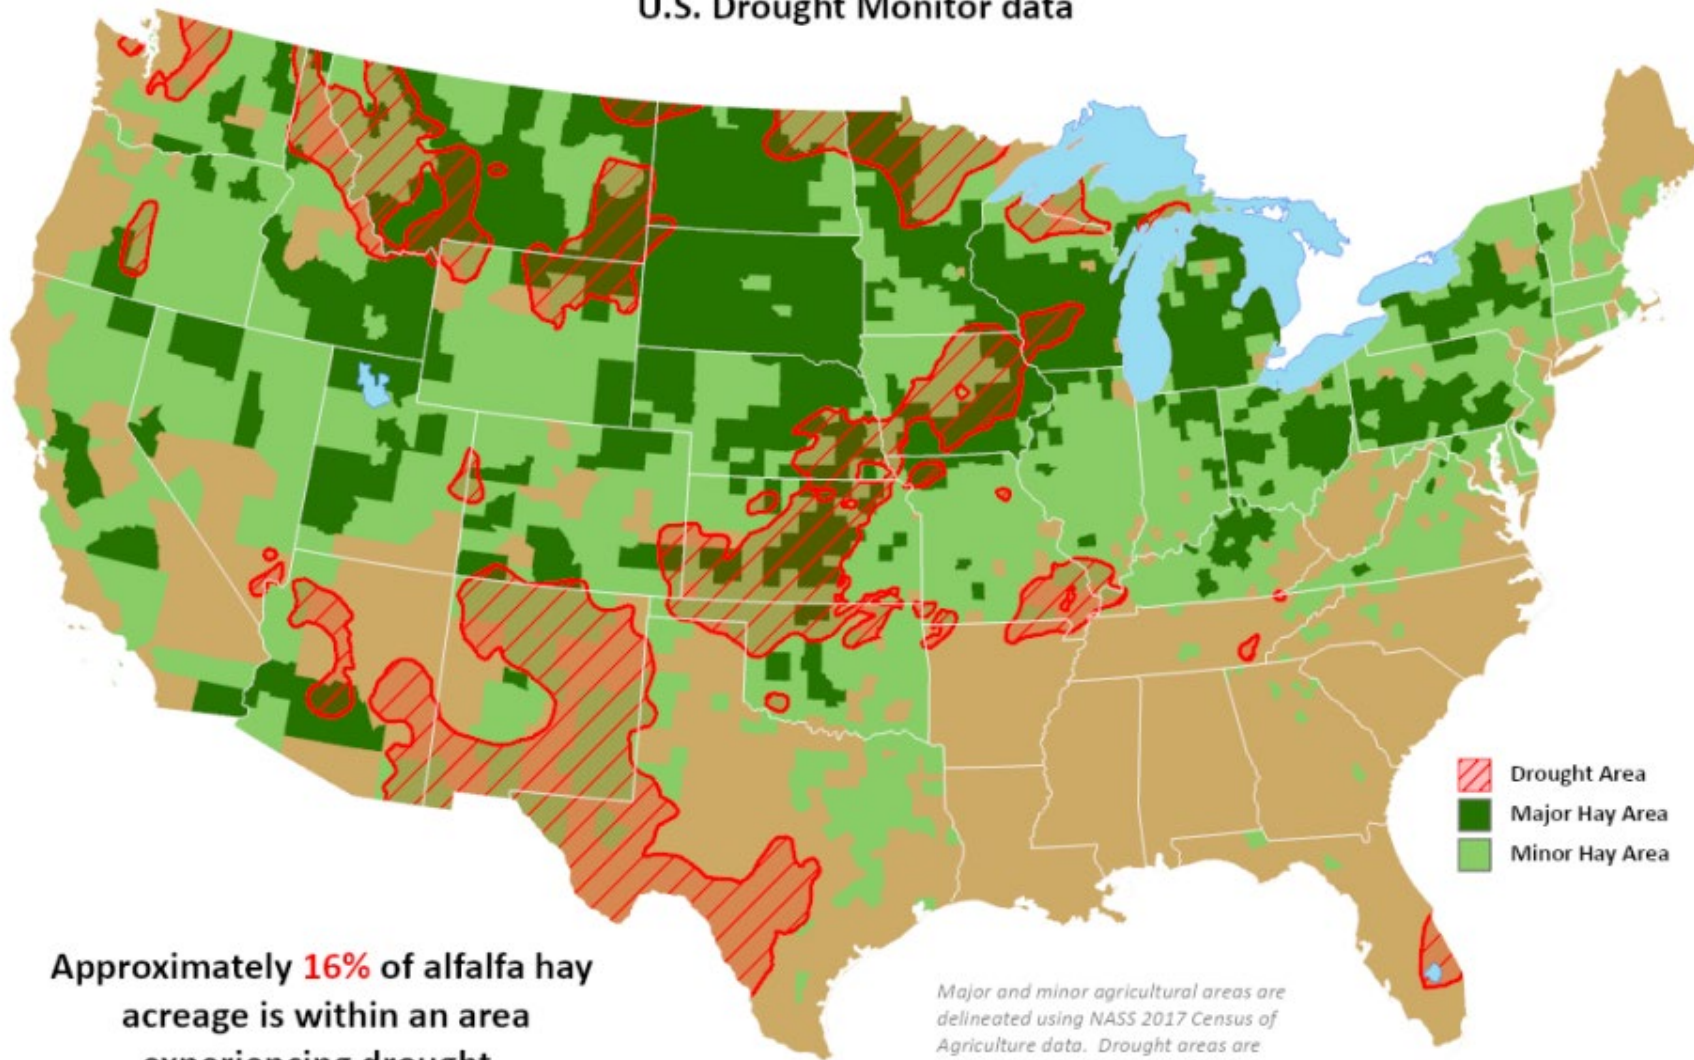 U.S. Drought Monitor data
Drought Area
Major Hay Area
Minor Hay Area
Approximately 16% of alfalfa hay
acreage is within an area
experiencing drought
Major and minor agricultural areas are
delineated using NASS 2017 Census of
Agriculture data. Drought areas are